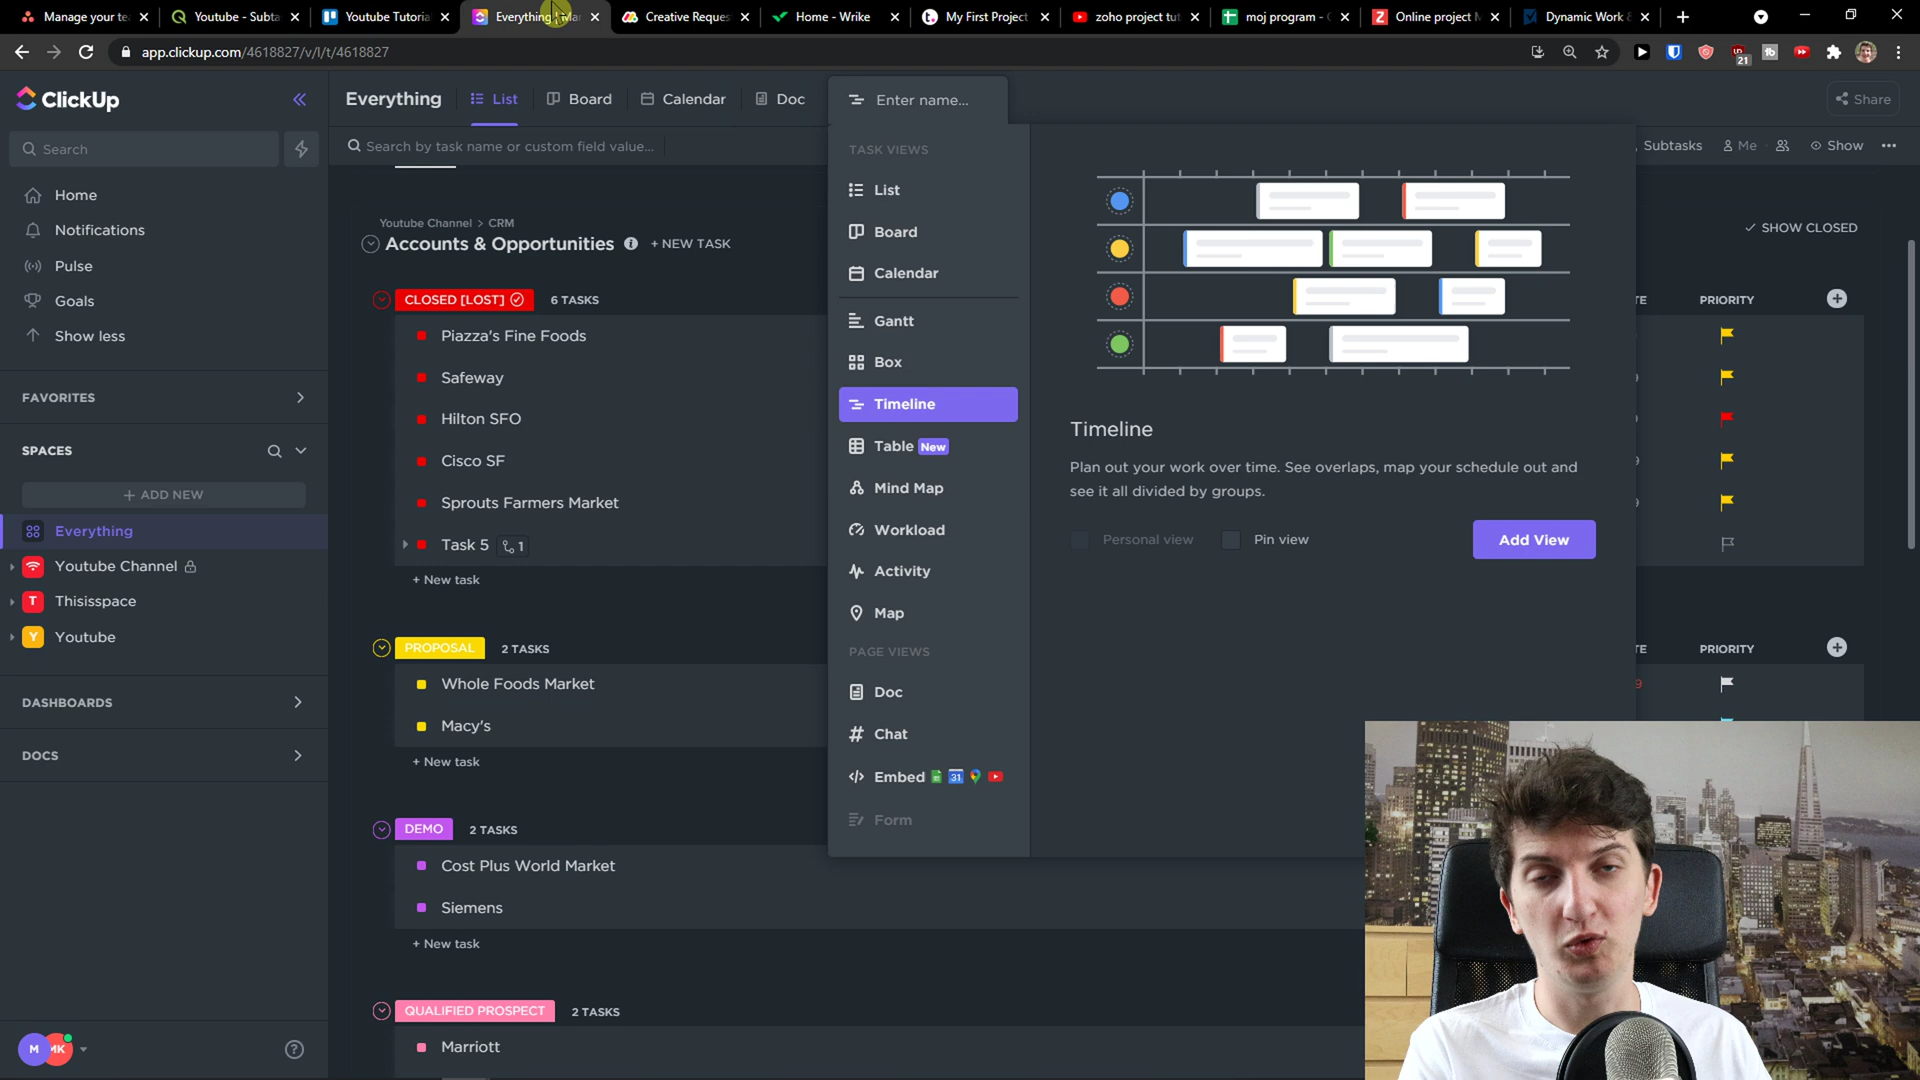 Manage your te
Youtube - Subta
Youtube Tutoria
Everything
Creative Reques
Home - Wrike
My First Project
zoho project tut
moj program -
Online project
Dynamic Work
app.clickup.com/4618827/v/l/t/4618827
21
ClickUp
Everything
List
Board
Calendar
Doc
Enter name...
Share
Search
Search by task name or custom field value...
Subtasks
Me
Show
Home
Notifications
Pulse
Goals
Show less
FAVORITES
SPACES
+ ADD NEW
Everything
Youtube Channel
T Thisisspace
Y Youtube
DASHBOARDS
DOCS
M MK
?
Youtube Channel > CRM
Accounts & Opportunities + NEW TASK
SHOW CLOSED
CLOSED [LOST] 6 TASKS
TE PRIORITY
Piazza's Fine Foods
Safeway
Hilton SFO
Cisco SF
Sprouts Farmers Market
Task 5 1
+ New task
PROPOSAL 2 TASKS
TE PRIORITY
Whole Foods Market
9
Macy's
+ New task
DEMO 2 TASKS
Cost Plus World Market
Siemens
+ New task
QUALIFIED PROSPECT 2 TASKS
Marriott
TASK VIEWS
List
Board
Calendar
Gantt
Box
Timeline
Table New
Mind Map
Workload
Activity
Map
PAGE VIEWS
Doc
Chat
Embed 31
Form
Timeline
Plan out your work over time. See overlaps, map your schedule out and
see it all divided by groups.
Personal view
Pin view
Add View